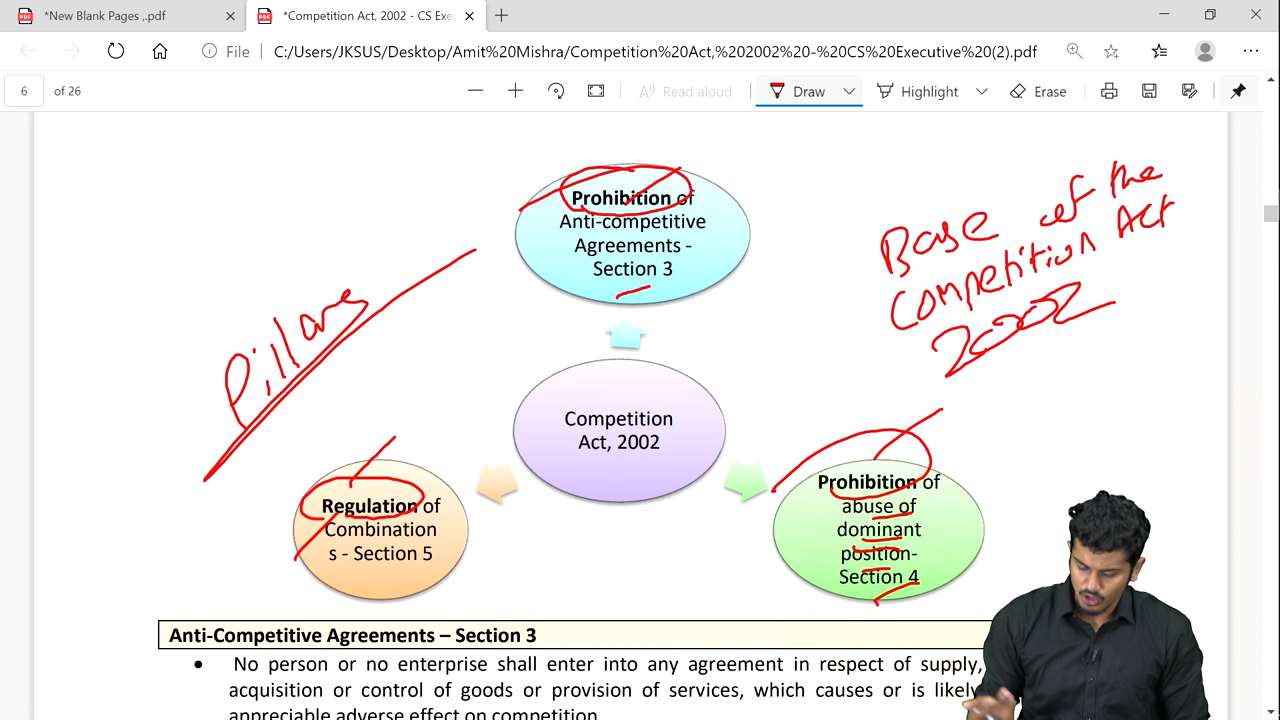 *New Blank Pages ,.pdf
*Competition Act, 2002 - CS Exe
File
C:/Users/JKSUS/Desktop/Amit%20Mishra/Competition%20Act,%202002%20-%20CS%20Executive%20(2).pdf
6 of 26
Read aloud
Draw
Highlight
Erase
Prohibition of
Anti-competitive
Agreements -
Section 3
Base of the
Competition Act
2002
Pillars
Competition
Act, 2002
Regulation of
Combination
s - Section 5
Prohibition of
abuse of
dominant
position-
Section 4
Anti-Competitive Agreements – Section 3
• No person or no enterprise shall enter into any agreement in respect of supply,
acquisition or control of goods or provision of services, which causes or is likely
appreciable adverse effect on competition